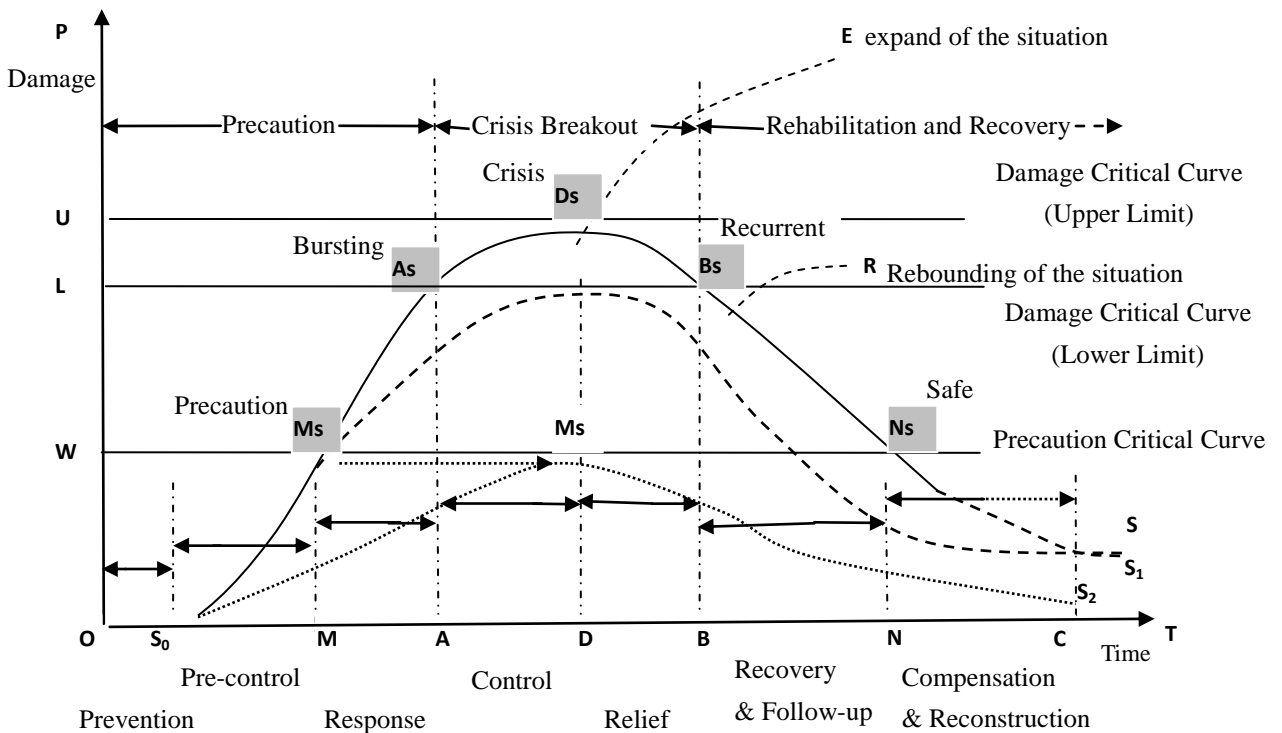 P
E expand of the situation
Damage
Precaution
Crisis Breakout
Rehabilitation and Recovery
Crisis
Ds
Damage Critical Curve
(Upper Limit)
U
Recurrent
Bursting
As
Bs
R Rebounding of the situation
L
Damage Critical Curve
(Lower Limit)
Safe
Precaution
Ms
Ms
Ns
Precaution Critical Curve
W
S
S₁
S₂
O
S₀
M
A
D
B
N
C
T
Time
Pre-control
Control
Recovery
& Follow-up
Compensation
& Reconstruction
Prevention
Response
Relief